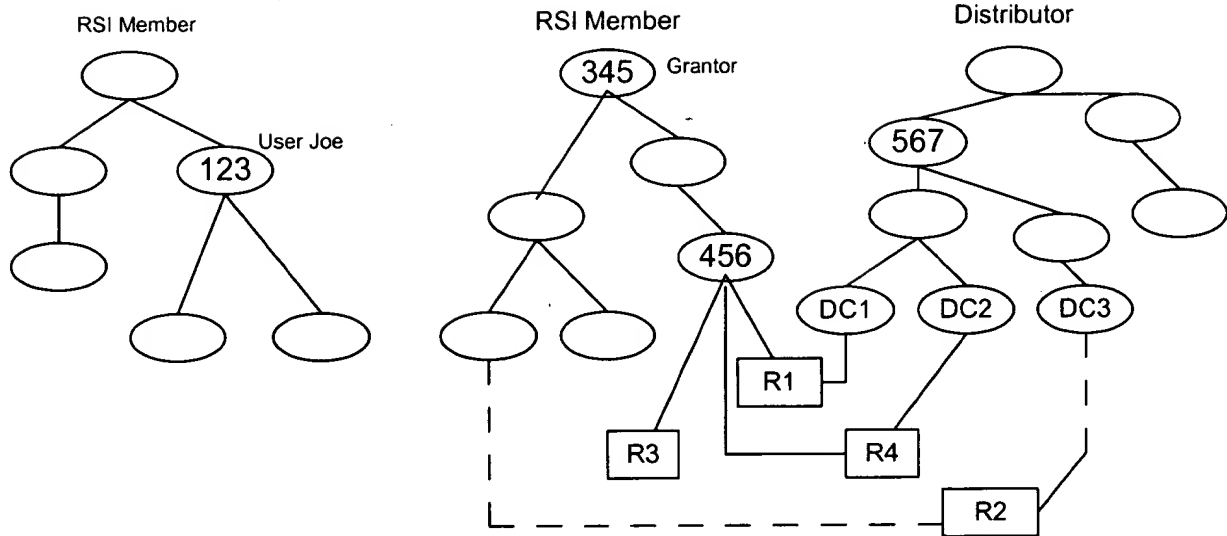 RSI Member
RSI Member
Distributor
345
Grantor
User Joe
123
567
456
DC1
DC2
DC3
R1
R3
R4
R2